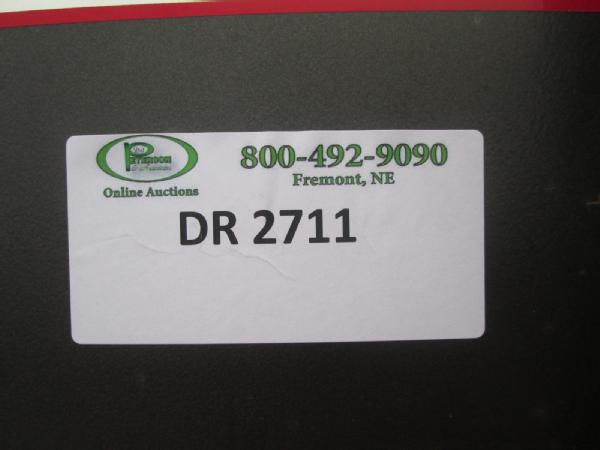 800-492-9090
Fremont, NE
Online Auctions
DR 2711